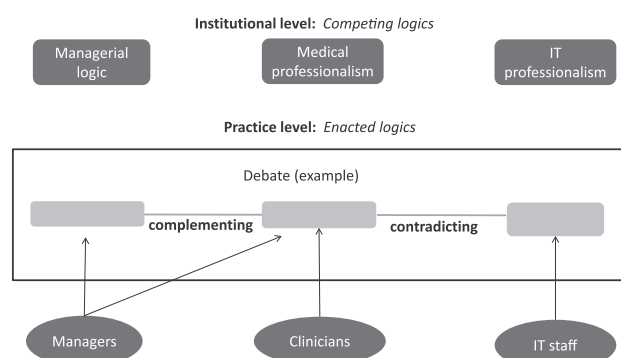 Institutional level: Competing logics
Managerial
logic
Medical
professionalism
IT
professionalism
Practice level: Enacted logics
Debate (example)
complementing
contradicting
Managers
Clinicians
IT staff